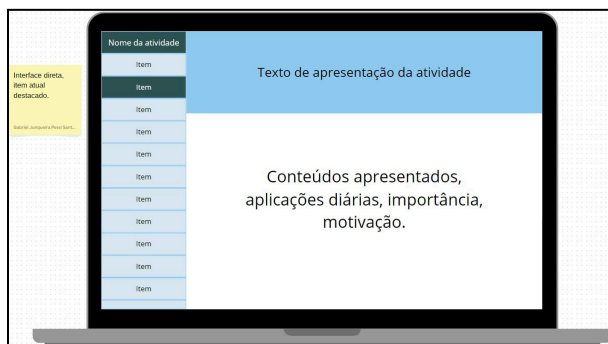 Interface direta,
item atual
destacado.
Nome da atividade
Item
Item
Item
Item
Item
Item
Item
Item
Item
Item
Item
Texto de apresentação da atividade
Conteúdos apresentados,
aplicações diárias, importância,
motivação.